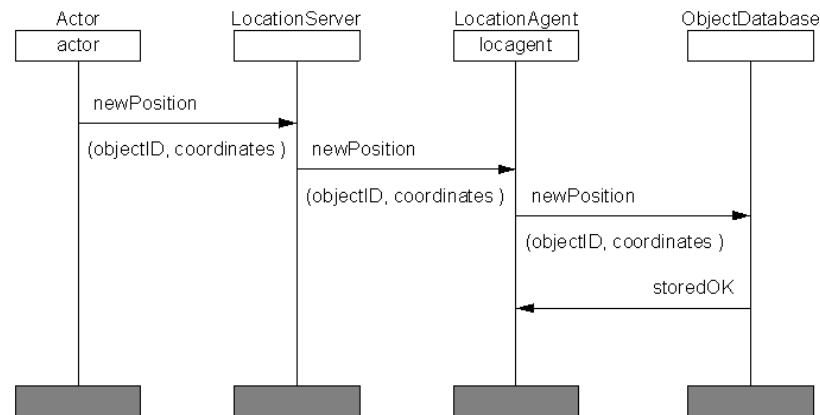 Actor
LocationServer
LocationAgent
ObjectDatabase
actor
locagent
newPosition
(objectID, coordinates )
newPosition
(objectID, coordinates )
newPosition
(objectID, coordinates )
storedOK